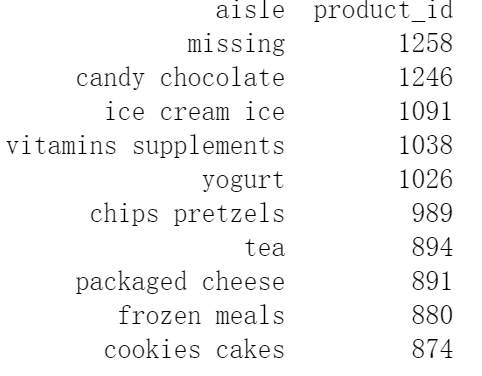 aisle product_id
missing 1258
candy chocolate 1246
ice cream ice 1091
vitamins supplements 1038
yogurt 1026
chips pretzels 989
tea 894
packaged cheese 891
frozen meals 880
cookies cakes 874